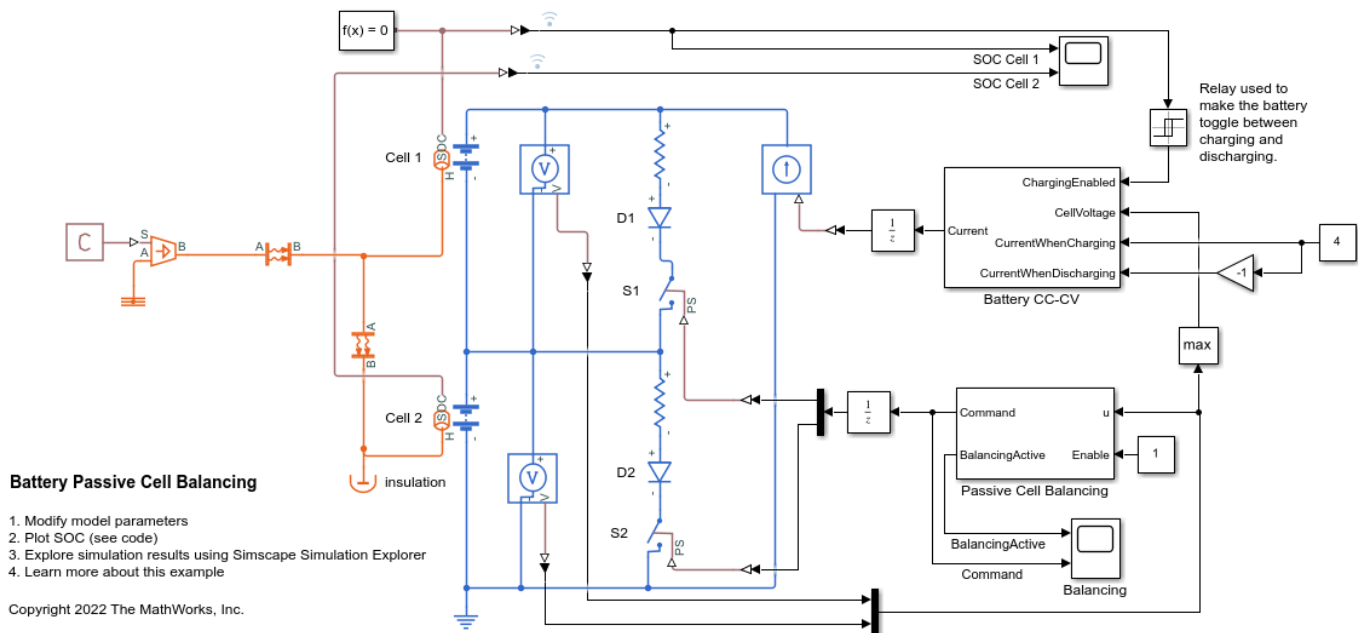 f(x) = 0
SOC Cell 1
SOC Cell 2
Relay used to
make the battery
toggle between
charging and
discharging.
Cell 1
SOC
H
+
-
V
+
V
+
-
D1
+
-
S1
PS
ChargingEnabled
CellVoltage
CurrentWhenCharging
CurrentWhenDischarging
Current
Battery CC-CV
1
z
4
-1
C
S
A
B
A
B
A
B
max
Cell 2
SOC
H
+
-
V
+
V
+
-
D2
+
-
S2
PS
1
z
Command
BalancingActive
u
Enable
Passive Cell Balancing
1
BalancingActive
Command
Balancing
insulation
Battery Passive Cell Balancing
1. Modify model parameters
2. Plot SOC (see code)
3. Explore simulation results using Simscape Simulation Explorer
4. Learn more about this example
Copyright 2022 The MathWorks, Inc.